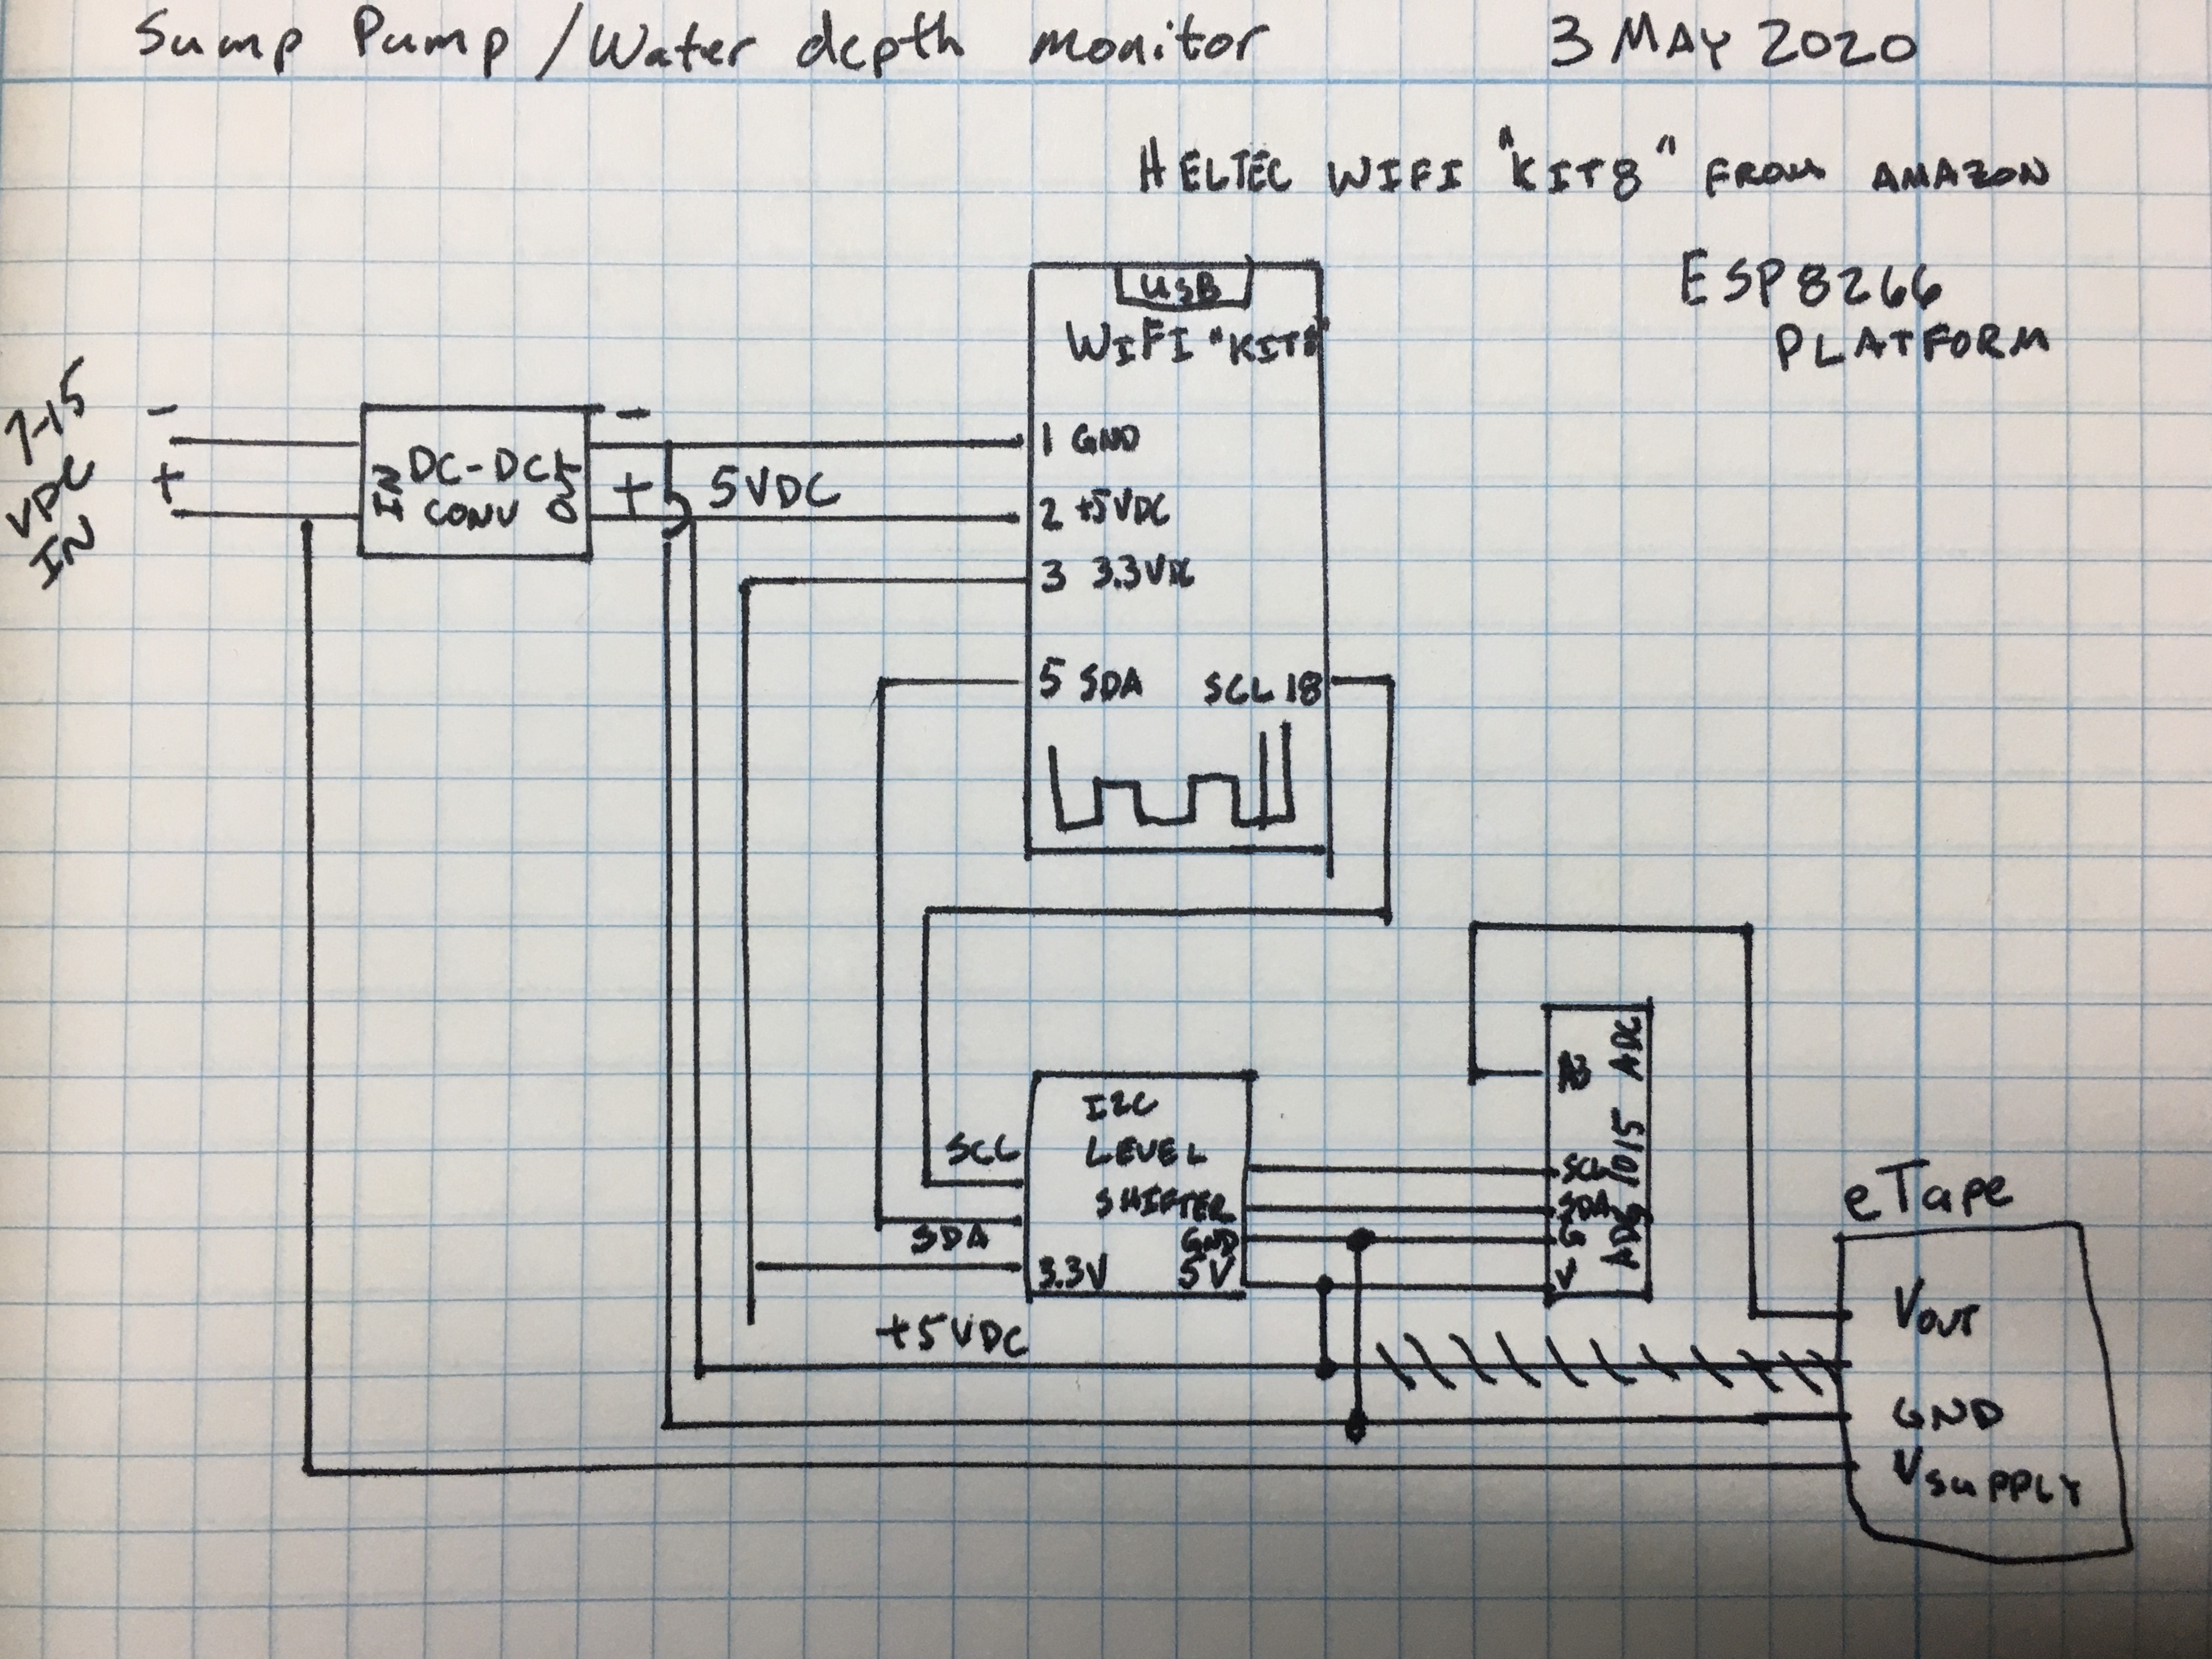 Sump Pump / Water depth monitor 3 MAY 2020
HELTEC WIFI "KIT8" FROM AMAZON
ESP8266
PLATFORM
USB
WIFI "KIT8"
7-15
VDC
IN
-
+
IN
DC-DC
CONV
OUT
-
+
5VDC
1 GND
2 +5VDC
3 3.3VDC
5 SDA
SCL 18
I2C
LEVEL
SHIFTER
SCL
SDA
3.3V
GND
5V
+5VDC
ADS 1015 ADC
SCL
SDA
G
V
eTape
VOUT
GND
VSUPPLY